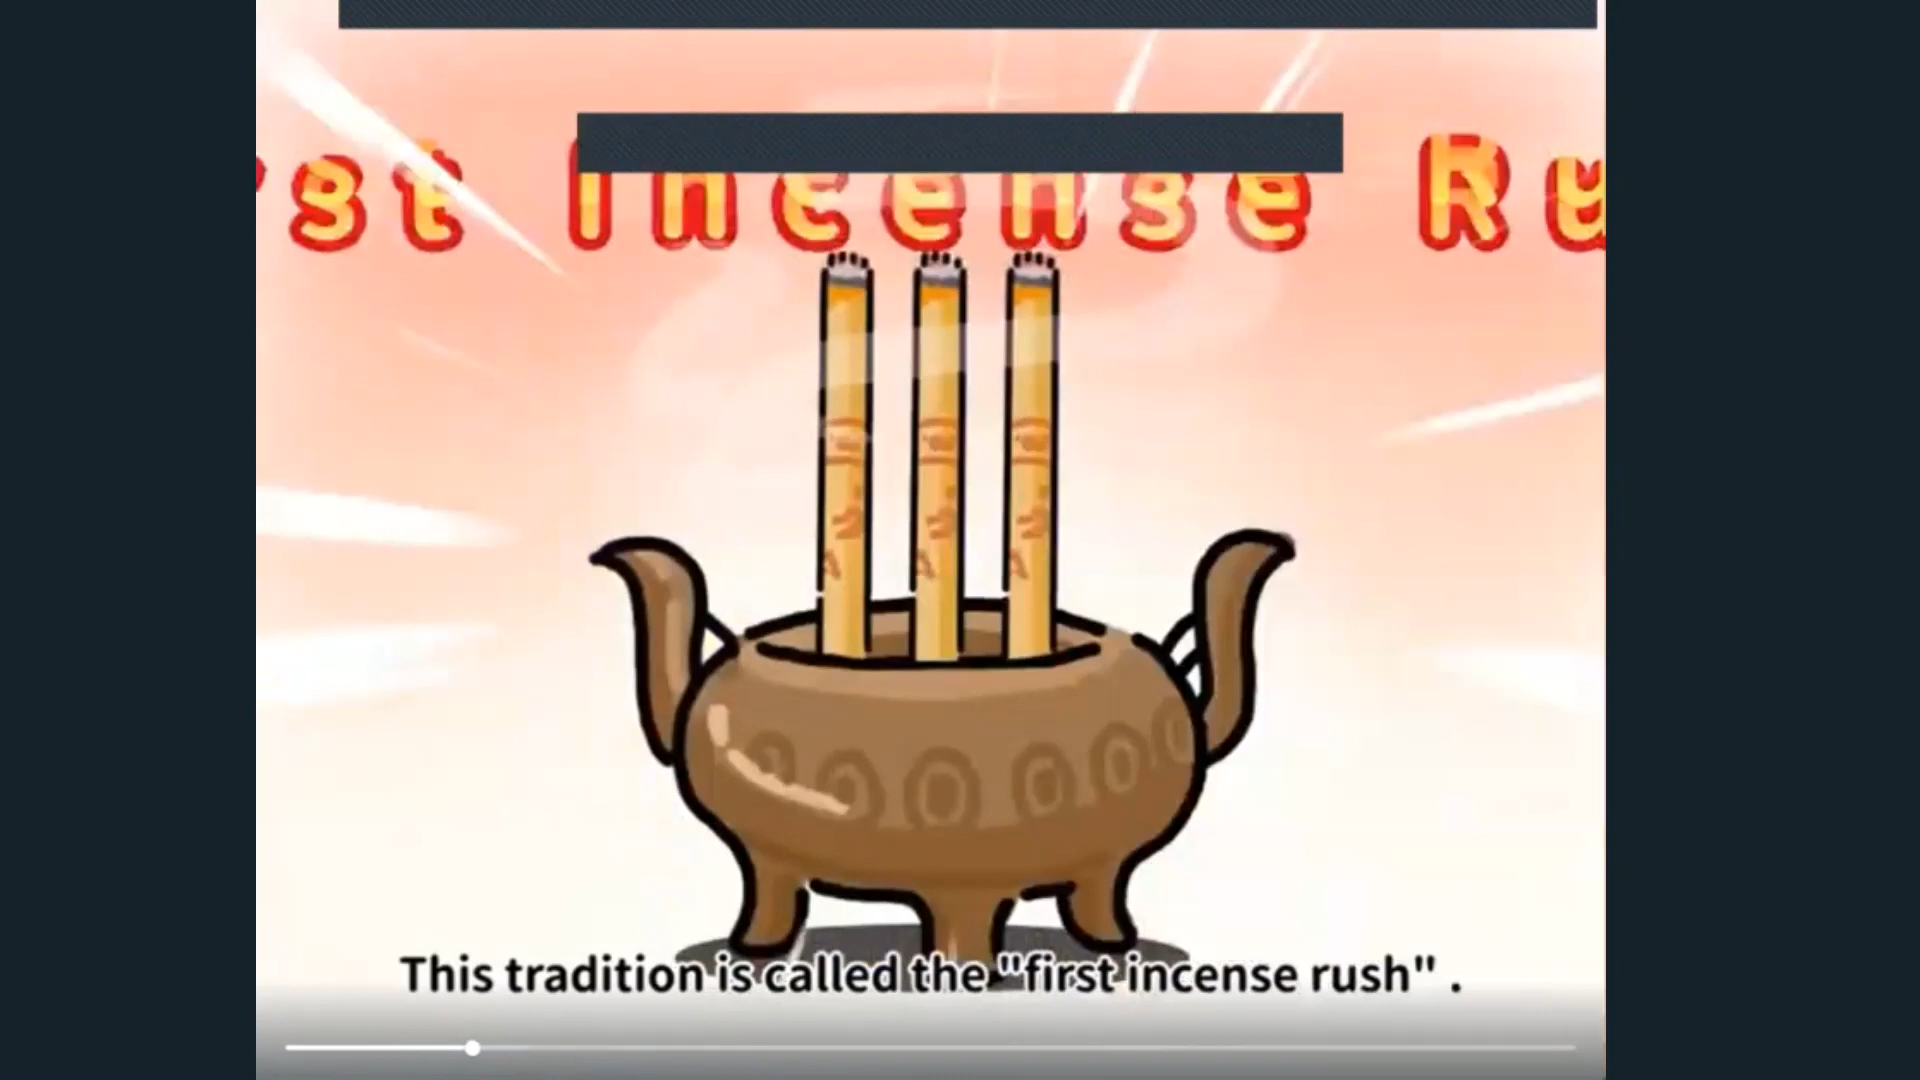 rst Incense Ru
This tradition is called the "first incense rush" .